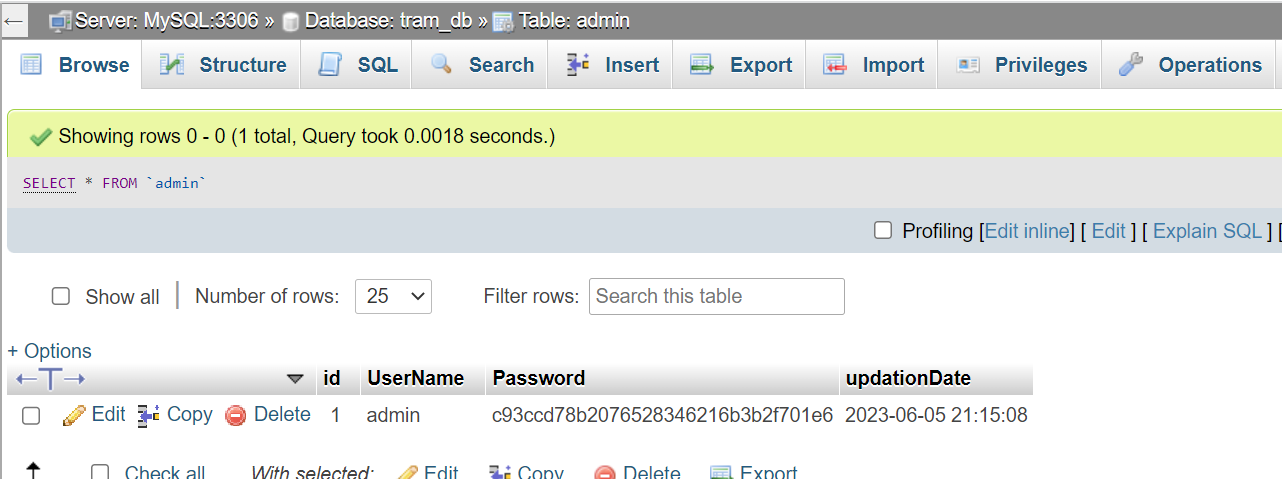 Server: MySQL:3306 » Database: tram_db » Table: admin
Browse Structure SQL Search Insert Export Import Privileges Operations
Showing rows 0 - 0 (1 total, Query took 0.0018 seconds.)
SELECT * FROM `admin`
Profiling [Edit inline] [ Edit ] [ Explain SQL ] [
Show all | Number of rows: 25 Filter rows: Search this table
+ Options
←T→ id UserName Password updationDate
Edit Copy Delete 1 admin c93ccd78b2076528346216b3b2f701e6 2023-06-05 21:15:08
Check all With selected: Edit Copy Delete Export